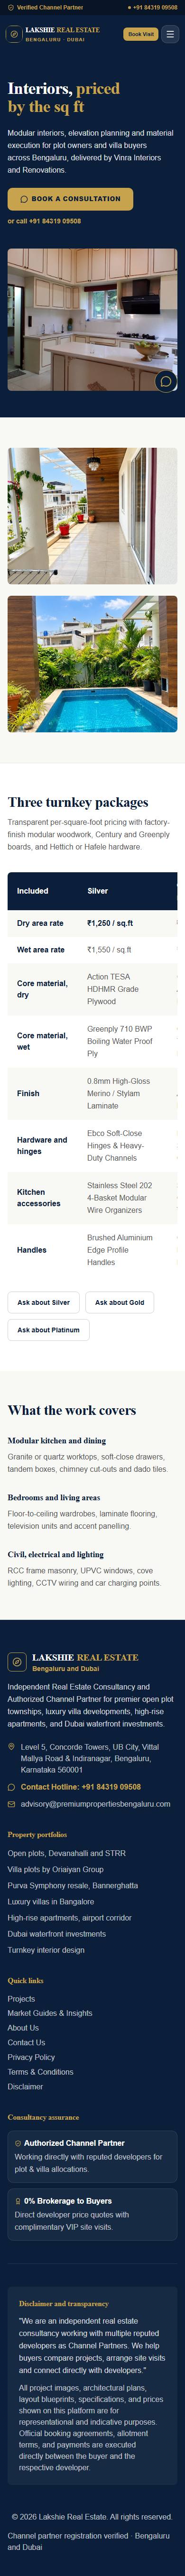 Verified Channel Partner
+91 84319 09508
LAKSHIE REAL ESTATE
BENGALURU · DUBAI
Book Visit
Interiors, priced
by the sq ft
Modular interiors, elevation planning and material
execution for plot owners and villa buyers
across Bengaluru, delivered by Vinra Interiors
and Renovations.
BOOK A CONSULTATION
or call +91 84319 09508
Three turnkey packages
Transparent per-square-foot pricing with factory-
finish modular woodwork, Century and Greenply
boards, and Hettich or Hafele hardware.
Included Silver
Dry area rate ₹1,250 / sq.ft
Wet area rate ₹1,550 / sq.ft
Core material,
dry
Action TESA
HDHMR Grade
Plywood
Core material,
wet
Greenply 710 BWP
Boiling Water Proof
Ply
Finish
0.8mm High-Gloss
Merino / Stylam
Laminate
Hardware and
hinges
Ebco Soft-Close
Hinges & Heavy-
Duty Channels
Kitchen
accessories
Stainless Steel 202
4-Basket Modular
Wire Organizers
Handles
Brushed Aluminium
Edge Profile
Handles
Ask about Silver
Ask about Gold
Ask about Platinum
What the work covers
Modular kitchen and dining
Granite or quartz worktops, soft-close drawers,
tandem boxes, chimney cut-outs and dado tiles.
Bedrooms and living areas
Floor-to-ceiling wardrobes, laminate flooring,
television units and accent panelling.
Civil, electrical and lighting
RCC frame masonry, UPVC windows, cove
lighting, CCTV wiring and car parking points.
LAKSHIE REAL ESTATE
Bengaluru and Dubai
Independent Real Estate Consultancy and
Authorized Channel Partner for premier open plot
townships, luxury villa developments, high-rise
apartments, and Dubai waterfront investments.
Level 5, Concorde Towers, UB City, Vittal
Mallya Road & Indiranagar, Bengaluru,
Karnataka 560001
Contact Hotline: +91 84319 09508
advisory@premiumpropertiesbengaluru.com
Property portfolios
Open plots, Devanahalli and STRR
Villa plots by Oriaiyan Group
Purva Symphony resale, Bannerghatta
Luxury villas in Bangalore
High-rise apartments, airport corridor
Dubai waterfront investments
Turnkey interior design
Quick links
Projects
Market Guides & Insights
About Us
Contact Us
Privacy Policy
Terms & Conditions
Disclaimer
Consultancy assurance
Authorized Channel Partner
Working directly with reputed developers for
plot & villa allocations.
0% Brokerage to Buyers
Direct developer price quotes with
complimentary VIP site visits.
Disclaimer and transparency
"We are an independent real estate
consultancy working with multiple reputed
developers as Channel Partners. We help
buyers compare projects, arrange site visits
and connect directly with developers."
All project images, architectural plans,
layout blueprints, specifications, and prices
shown on this platform are for
representational and indicative purposes.
Official booking agreements, allotment
terms, and payments are executed
directly between the buyer and the
respective developer.
© 2026 Lakshie Real Estate. All rights reserved.
Channel partner registration verified · Bengaluru
and Dubai